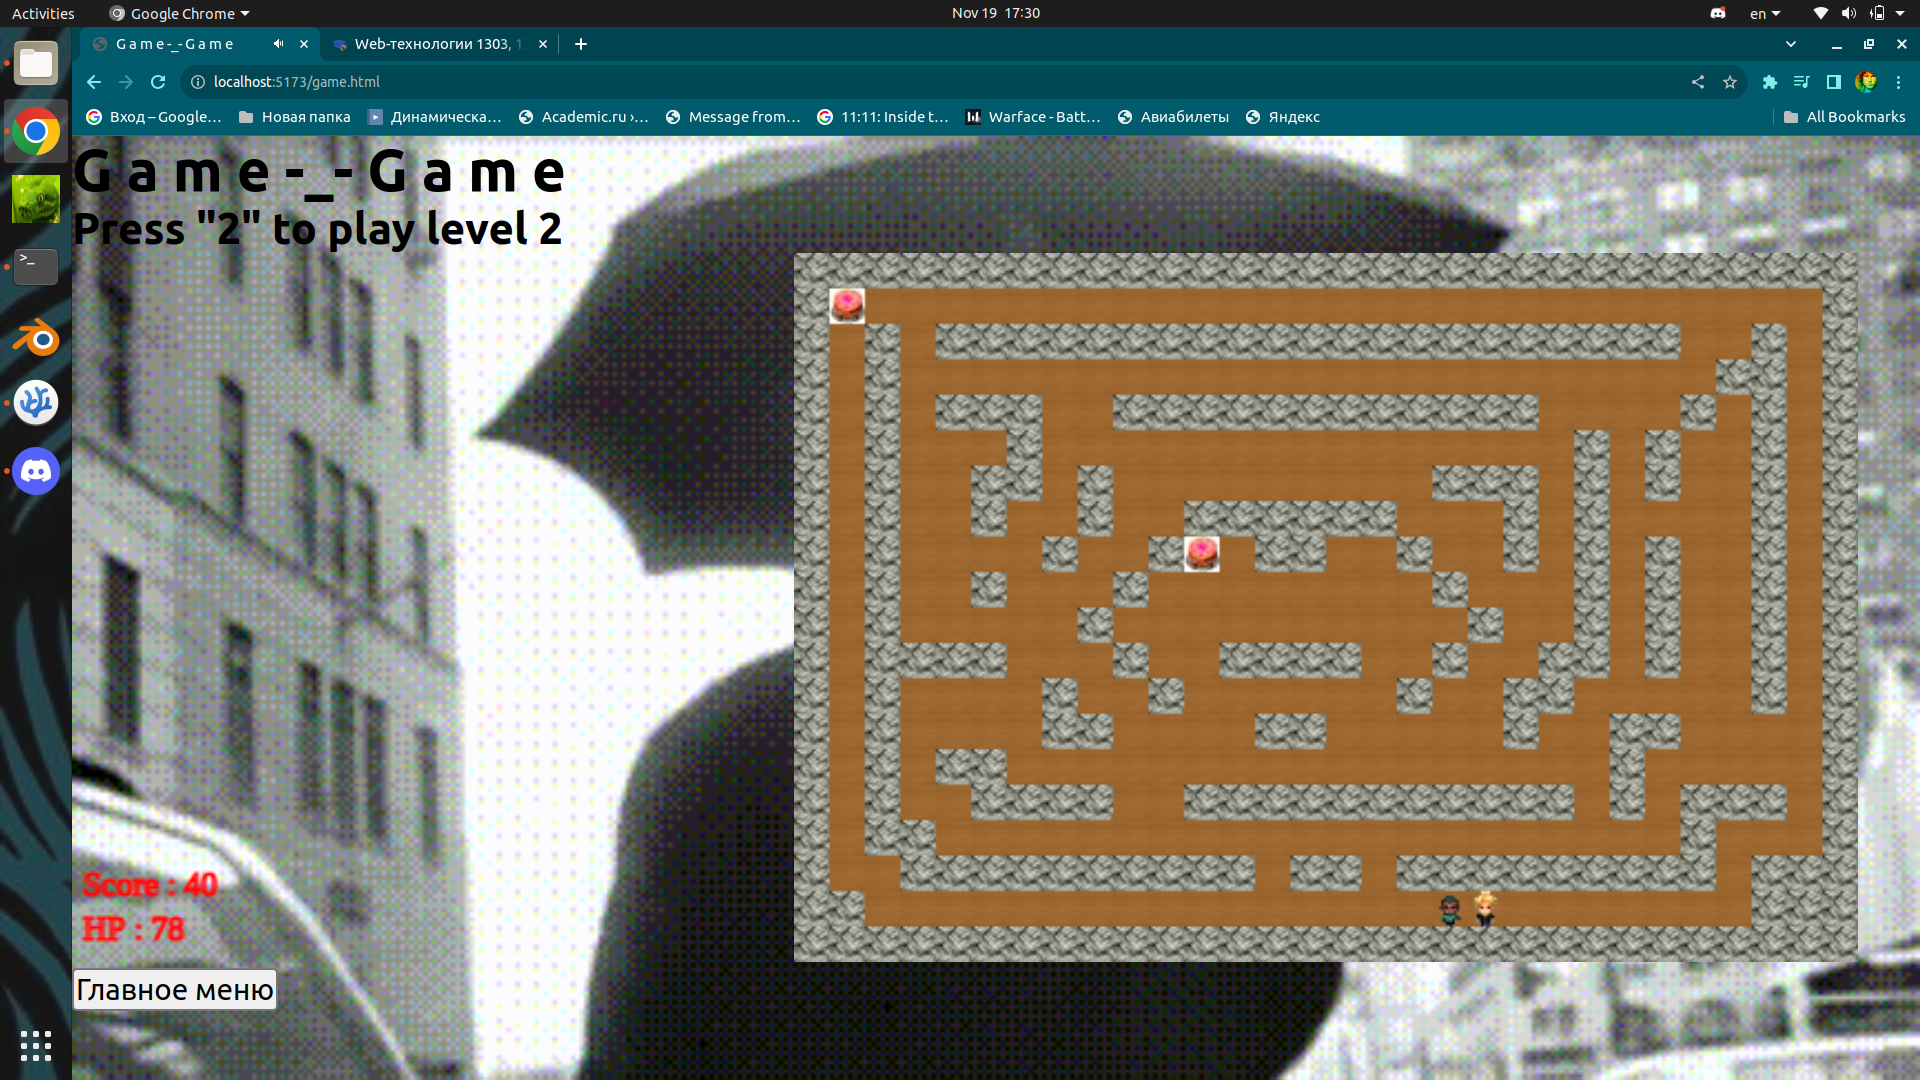 Activities
Google Chrome
Nov 19 17:30
en
G a m e -_- G a m e
Web-технологии 1303, 1
localhost:5173/game.html
Вход – Google…
Новая папка
Динамическа…
Academic.ru ›…
Message from…
11:11: Inside t…
Warface - Batt…
Авиабилеты
Яндекс
All Bookmarks
G a m e -_- G a m e
Press "2" to play level 2
Score : 40
HP : 78
Главное меню